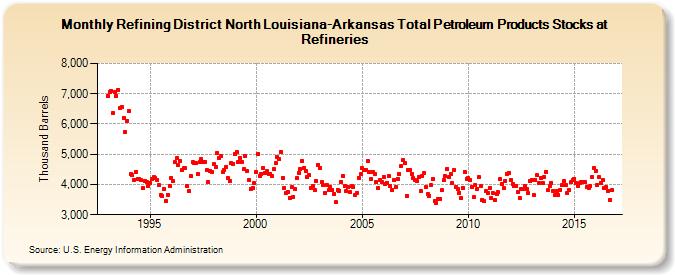 Monthly Refining District North Louisiana-Arkansas Total Petroleum Products Stocks at
Refineries
Thousand Barrels
8,000
7,000
6,000
5,000
4,000
3,000
1995
2000
2005
2010
2015
Source: U.S. Energy Information Administration